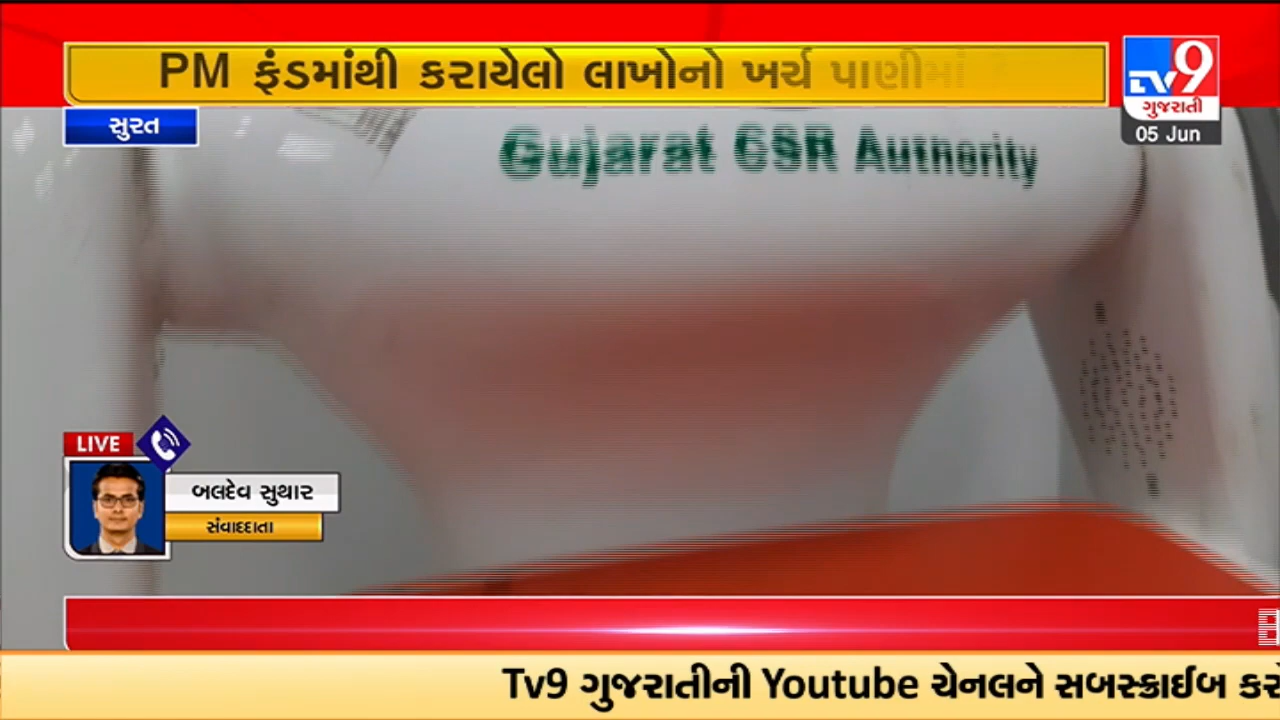 PM ફંડમાંથી કરાયેલો લાખોનો ખર્ચ પાણીમાં
TV9
ગુજરાતી
05 Jun
સુરત
Gujarat CSR Authority
LIVE
બલદેવ સુથાર
સંવાદદાતા
Tv9 ગુજરાતીની Youtube ચેનલને સબસ્ક્રાઈબ